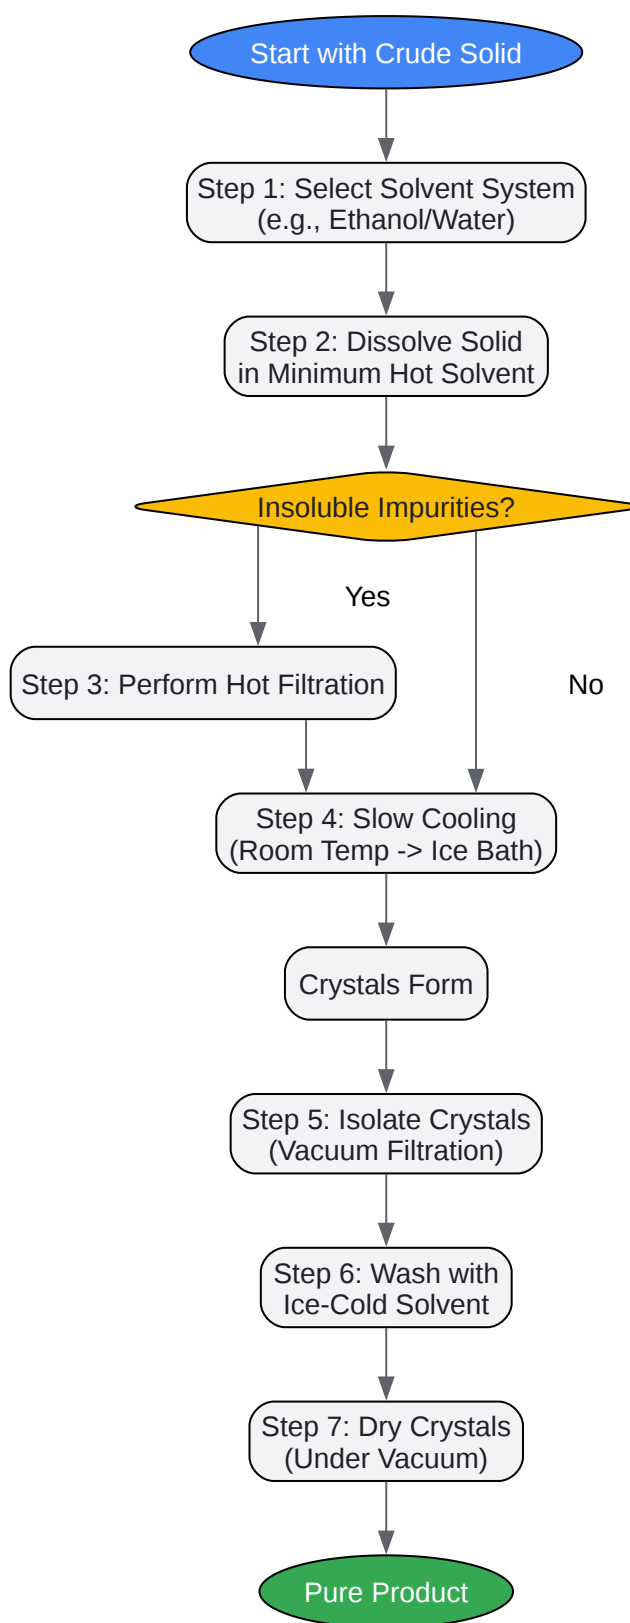 Start with Crude Solid
Step 1: Select Solvent System
(e.g., Ethanol/Water)
Step 2: Dissolve Solid
in Minimum Hot Solvent
Insoluble Impurities?
Yes
Step 3: Perform Hot Filtration
No
Step 4: Slow Cooling
(Room Temp -> Ice Bath)
Crystals Form
Step 5: Isolate Crystals
(Vacuum Filtration)
Step 6: Wash with
Ice-Cold Solvent
Step 7: Dry Crystals
(Under Vacuum)
Pure Product